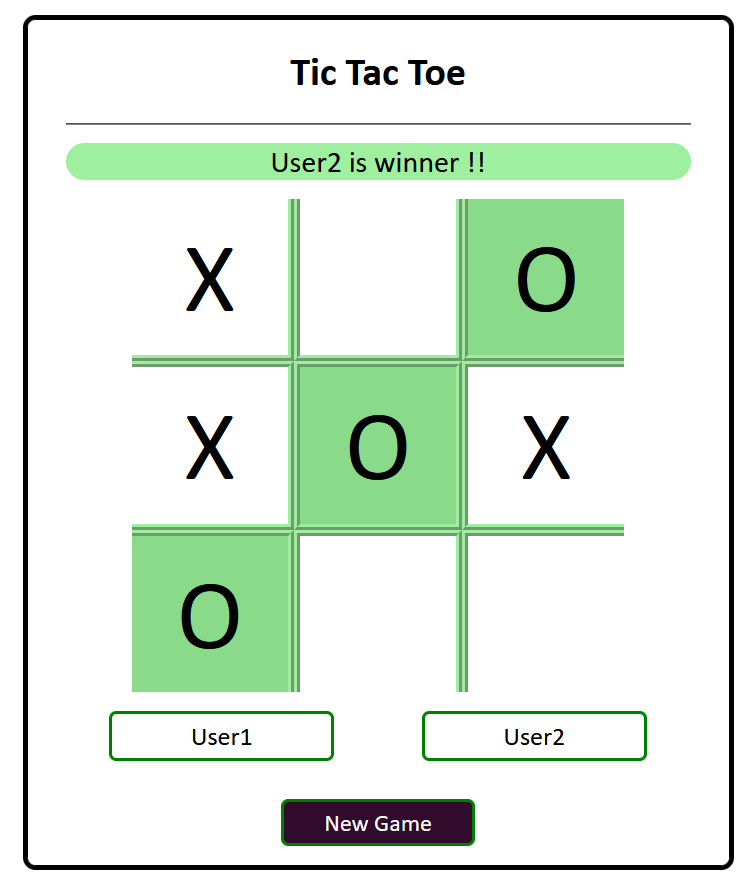 Tic Tac Toe
User2 is winner !!
X O
X O X
O
User1 User2
New Game